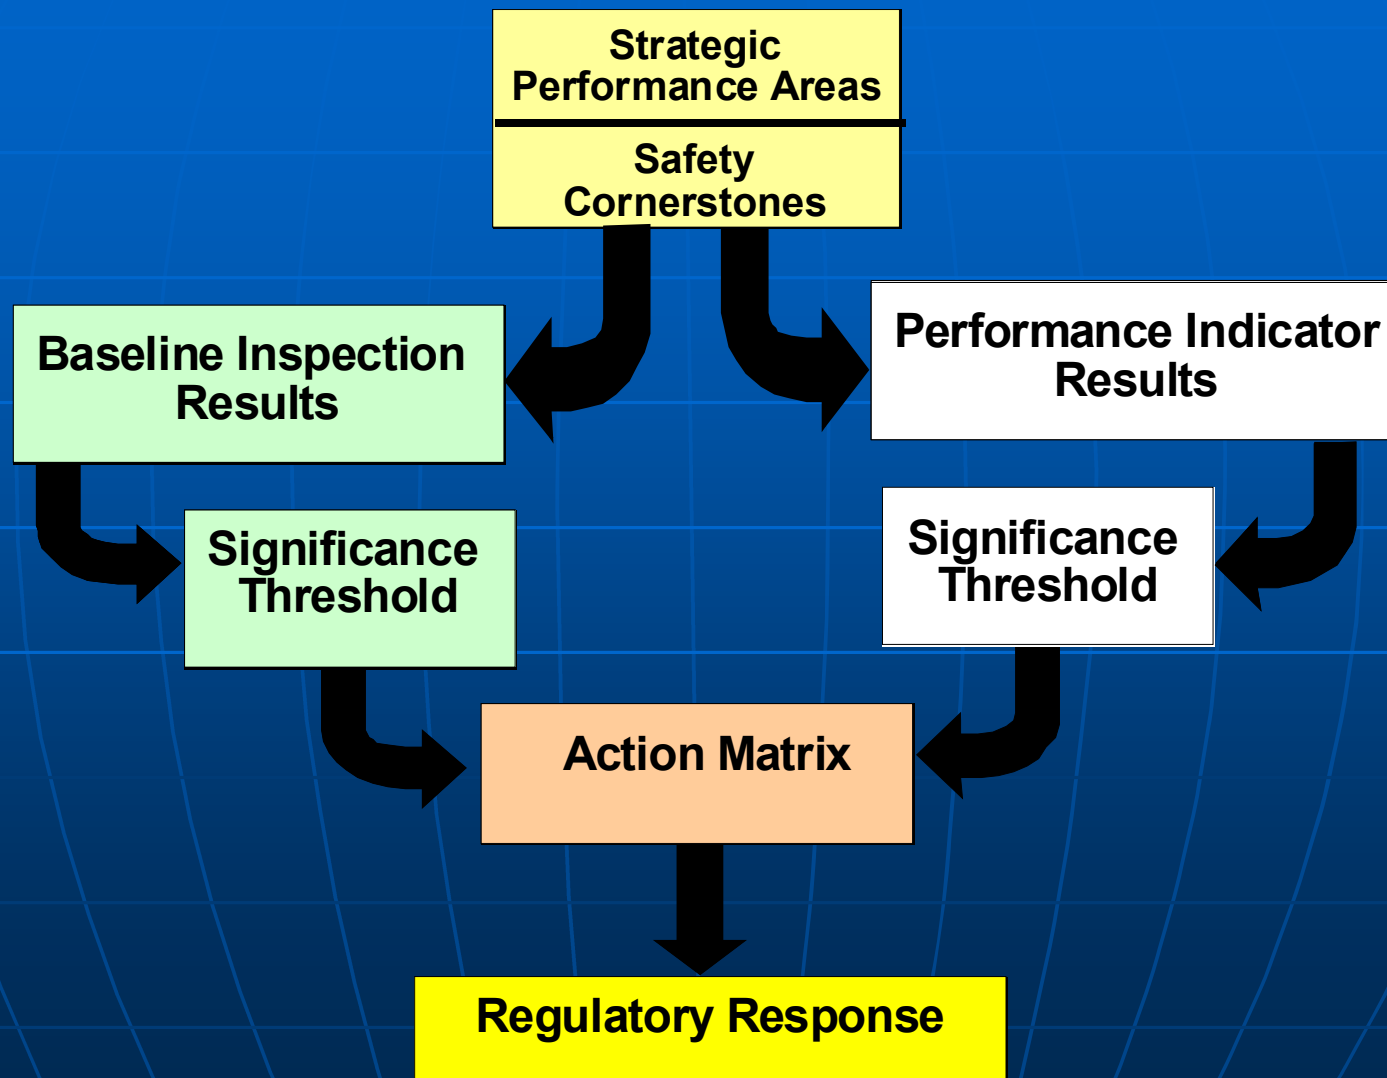 Strategic
Performance Areas
Safety
Cornerstones
Baseline Inspection
Results
Performance Indicator
Results
Significance
Threshold
Significance
Threshold
Action Matrix
Regulatory Response